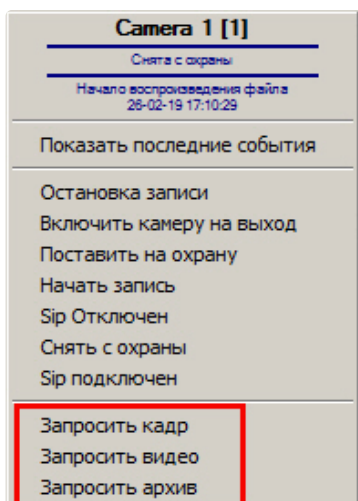 Camera 1 [1]
Снята с охраны
Начало воспроизведения файла
26-02-19 17:10:29
Показать последние события
Остановка записи
Включить камеру на выход
Поставить на охрану
Начать запись
Sip Отключен
Снять с охраны
Sip подключен
Запросить кадр
Запросить видео
Запросить архив